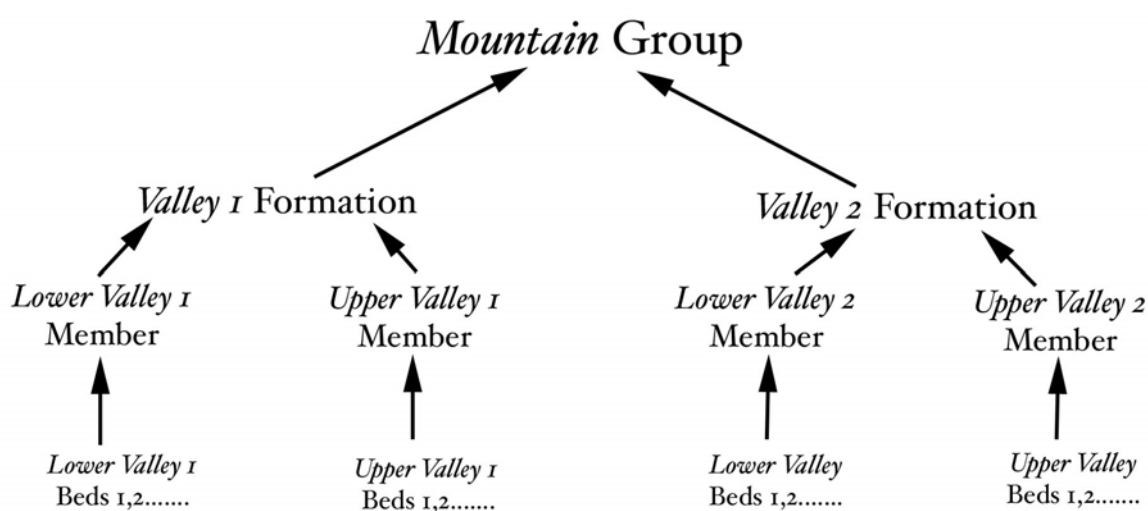 Mountain Group
Valley 1 Formation
Valley 2 Formation
Lower Valley 1
Member
Upper Valley 1
Member
Lower Valley 2
Member
Upper Valley 2
Member
Lower Valley 1
Beds 1,2.......
Upper Valley 1
Beds 1,2.......
Lower Valley
Beds 1,2.......
Upper Valley
Beds 1,2.......